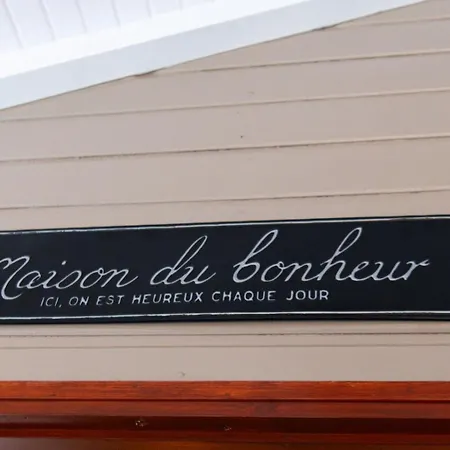 Maison du bonheur
ICI, ON EST HEUREUX CHAQUE JOUR